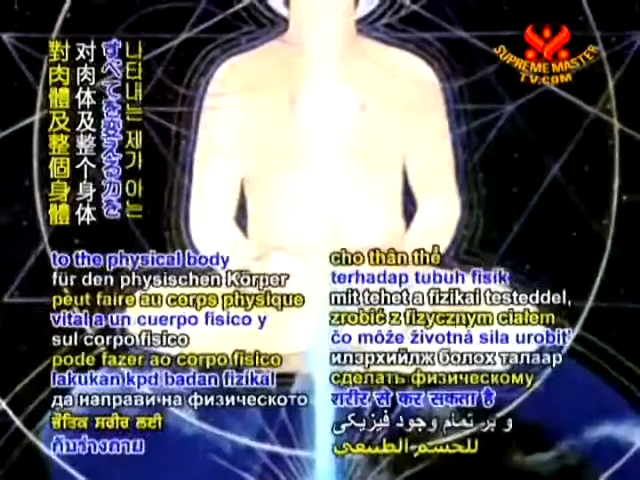 對肉體及整個身體
对肉体及整个身体
すべてを変える力を
나타내는 제가 아는
SUPREME MASTER
TV.COM
to the physical body
für den physischen Körper
peut faire au corps physique
vital a un cuerpo fisico y
sul corpo fisico
pode fazer ao corpo fisico
lakukan kpd badan fizikal
да направи на физическото
ਭੌਤਿਕ ਸਰੀਰ ਲਈ
กับร่างกาย
cho thân thể
terhadap tubuh fisik
mit tehet a fizikai testeddel,
zrobić z fizycznym ciałem
čo môže životná sila urobiť
илэрхийлж болох талаар
сделать физическому
शरीर से कर सकता है
و بر تمام وجود فیزیکی
للجسم الطبيعي